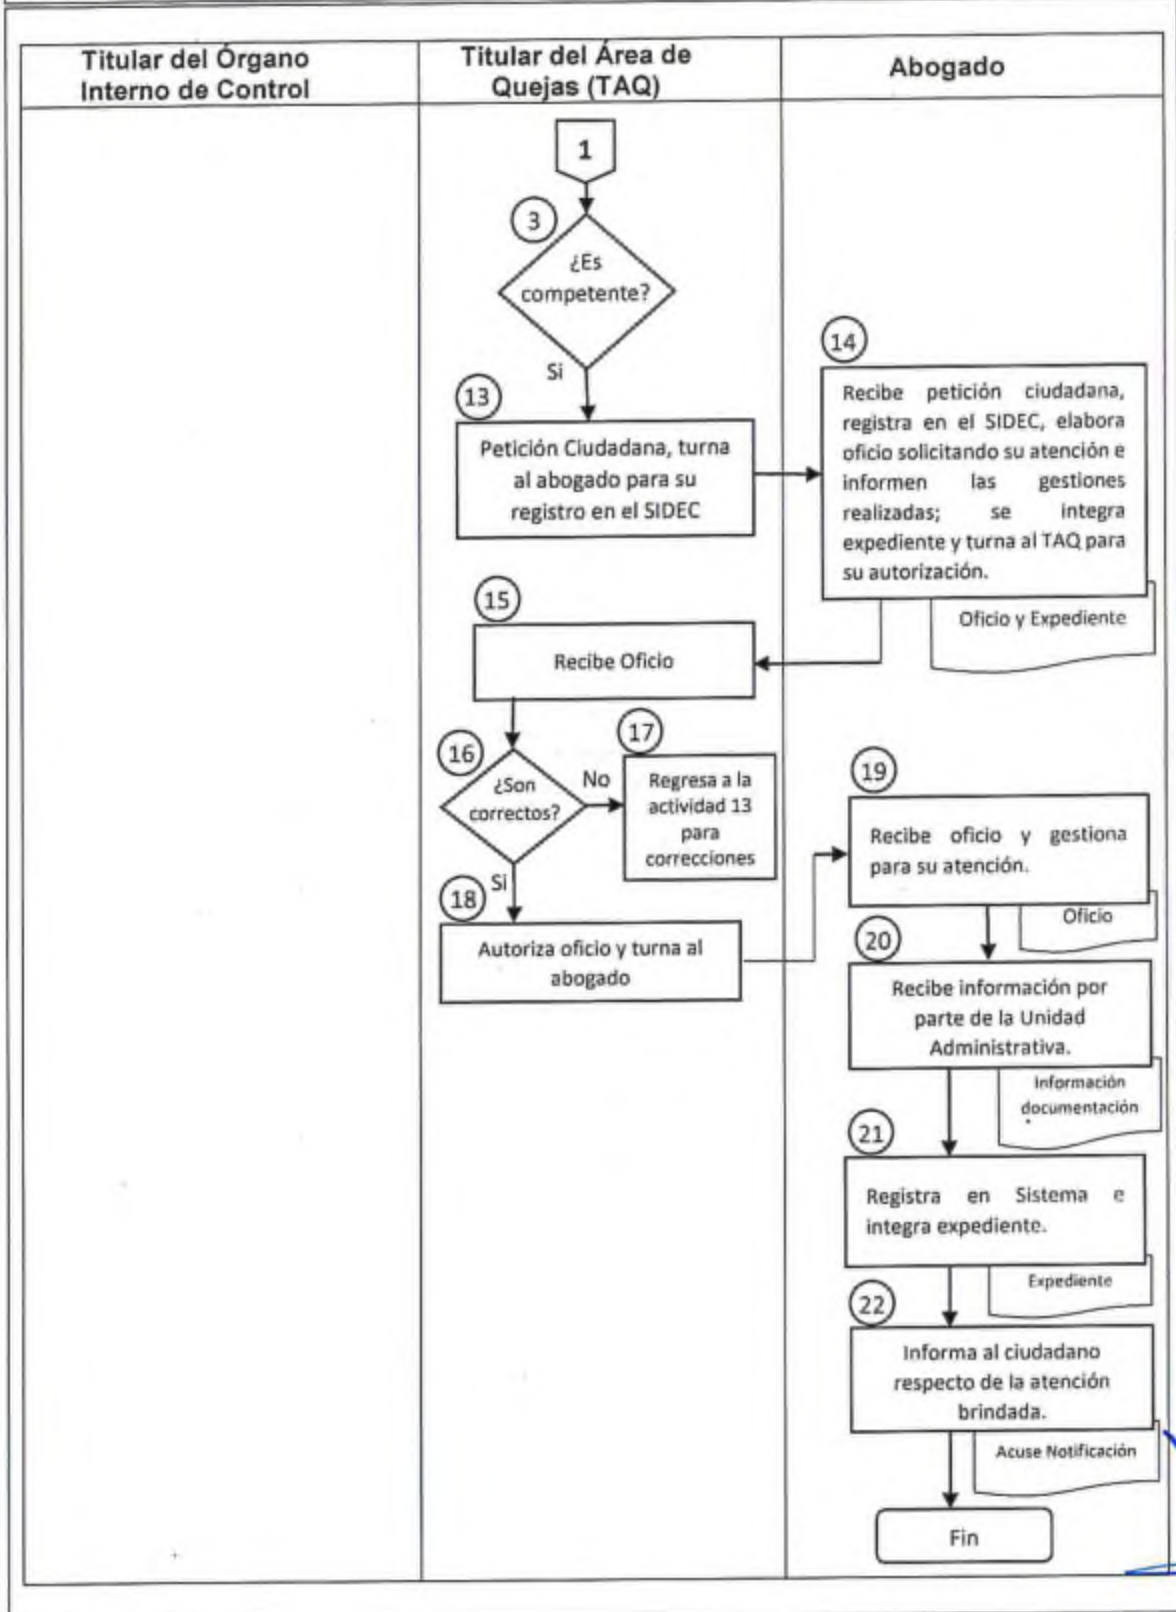 Titular del Órgano
Interno de Control
Titular del Área de
Quejas (TAQ)
Abogado
1
3
¿Es
competente?
Si
13
Petición Ciudadana, turna
al abogado para su
registro en el SIDEC
14
Recibe petición ciudadana,
registra en el SIDEC, elabora
oficio solicitando su atención e
informen las gestiones
realizadas; se integra
expediente y turna al TAQ para
su autorización.
Oficio y Expediente
15
Recibe Oficio
16
¿Son
correctos?
No
17
Regresa a la
actividad 13
para
correcciones
Si
18
Autoriza oficio y turna al
abogado
19
Recibe oficio y gestiona
para su atención.
Oficio
20
Recibe información por
parte de la Unidad
Administrativa.
Información
documentación
21
Registra en Sistema e
integra expediente.
Expediente
22
Informa al ciudadano
respecto de la atención
brindada.
Acuse Notificación
Fin